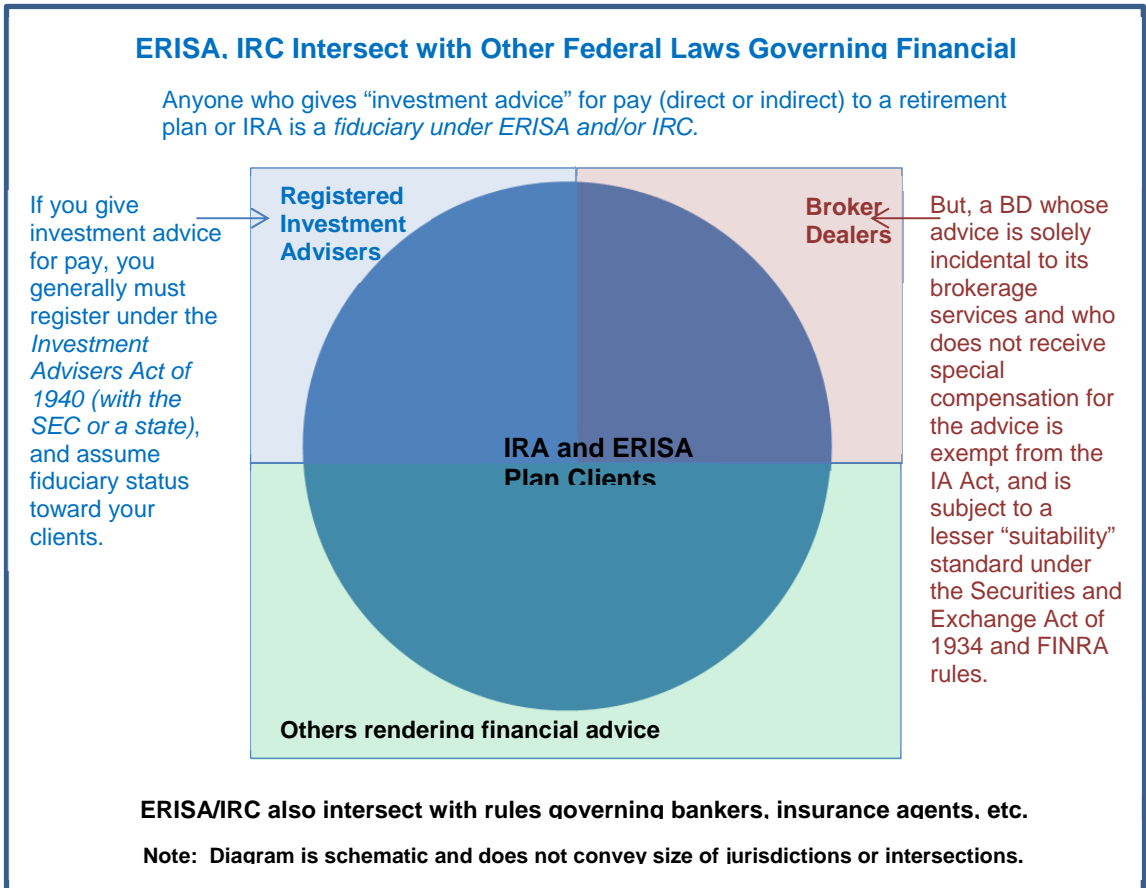 ERISA, IRC Intersect with Other Federal Laws Governing Financial
Anyone who gives “investment advice” for pay (direct or indirect) to a retirement
plan or IRA is a fiduciary under ERISA and/or IRC.
If you give
investment advice
for pay, you
generally must
register under the
Investment
Advisers Act of
1940 (with the
SEC or a state),
and assume
fiduciary status
toward your
clients.
Registered
Investment
Advisers
Broker
Dealers
But, a BD whose
advice is solely
incidental to its
brokerage
services and who
does not receive
special
compensation for
the advice is
exempt from the
IA Act, and is
subject to a
lesser “suitability”
standard under
the Securities and
Exchange Act of
1934 and FINRA
rules.
IRA and ERISA
Plan Clients
Others rendering financial advice
ERISA/IRC also intersect with rules governing bankers, insurance agents, etc.
Note: Diagram is schematic and does not convey size of jurisdictions or intersections.